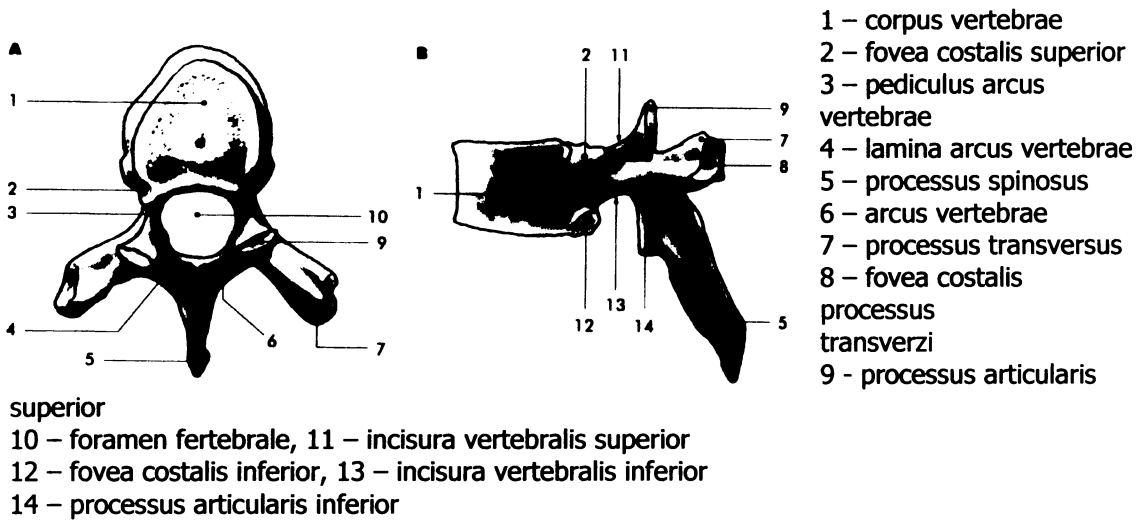 A
B
1
2
3
4
5
10
9
6
7
2
11
9
7
8
1
13
12
14
5
1 – corpus vertebrae
2 – fovea costalis superior
3 – pediculus arcus
vertebrae
4 – lamina arcus vertebrae
5 – processus spinosus
6 – arcus vertebrae
7 – processus transversus
8 – fovea costalis
processus
transverzi
9 - processus articularis
superior
10 – foramen fertebrale, 11 – incisura vertebralis superior
12 – fovea costalis inferior, 13 – incisura vertebralis inferior
14 – processus articularis inferior